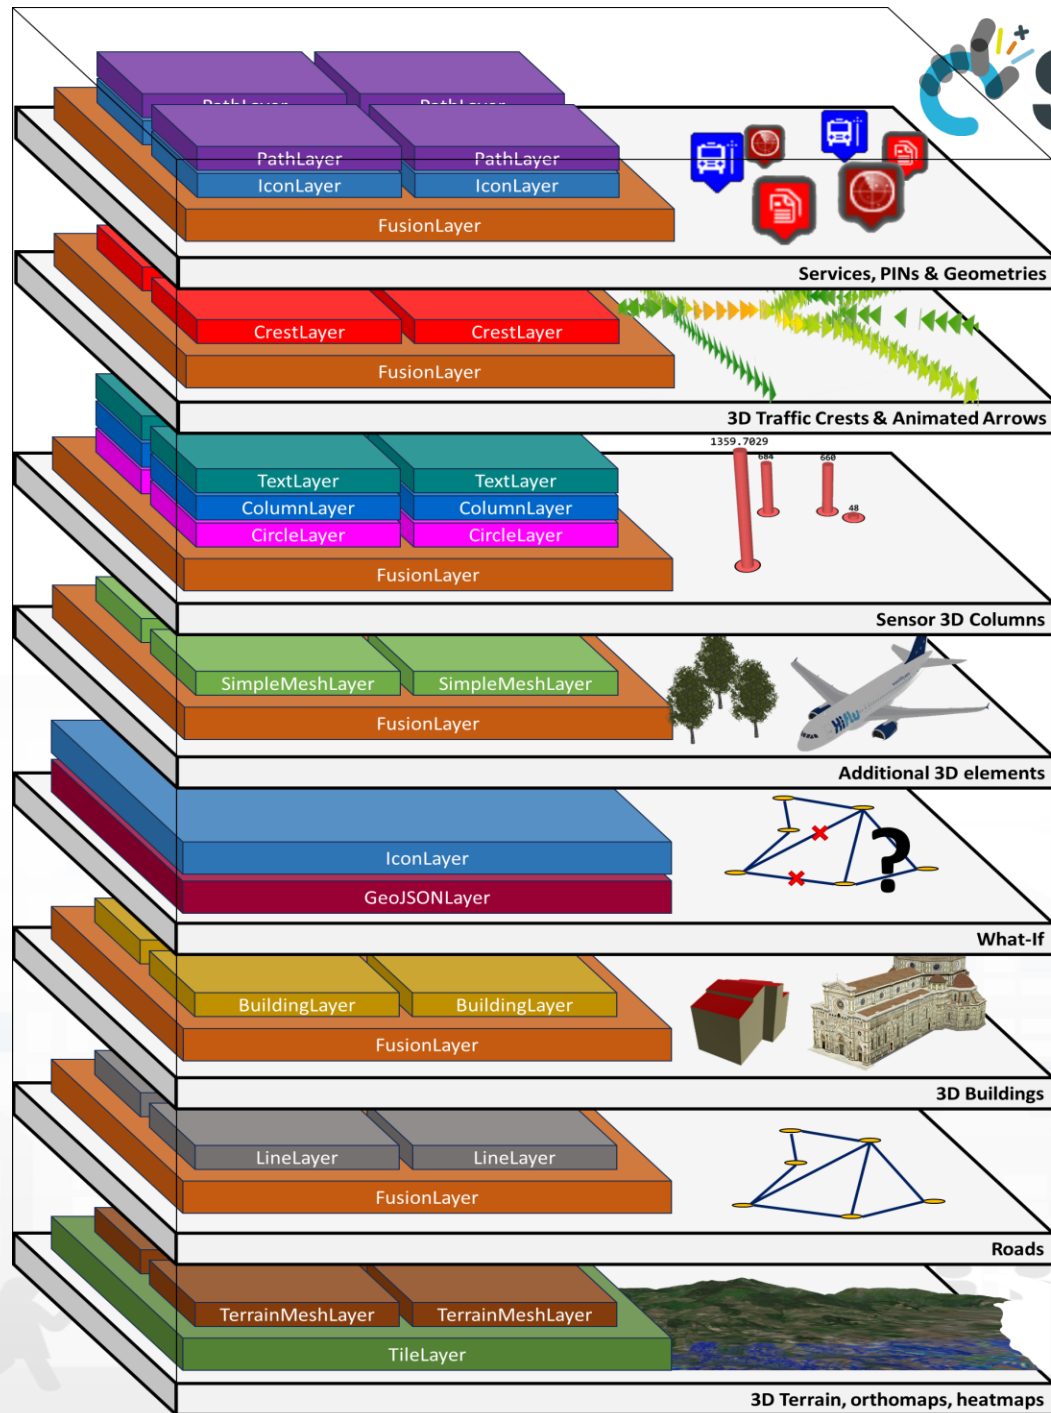 PathLayer PathLayer
PathLayer PathLayer
IconLayer IconLayer
FusionLayer
Services, PINs & Geometries
CrestLayer CrestLayer
FusionLayer
3D Traffic Crests & Animated Arrows
1359.7029
684 660
48
TextLayer TextLayer
ColumnLayer ColumnLayer
CircleLayer CircleLayer
FusionLayer
Sensor 3D Columns
SimpleMeshLayer SimpleMeshLayer
FusionLayer
Hifly
Additional 3D elements
IconLayer
GeoJSONLayer
?
What-If
BuildingLayer BuildingLayer
FusionLayer
3D Buildings
LineLayer LineLayer
FusionLayer
Roads
TerrainMeshLayer TerrainMeshLayer
TileLayer
3D Terrain, orthomaps, heatmaps